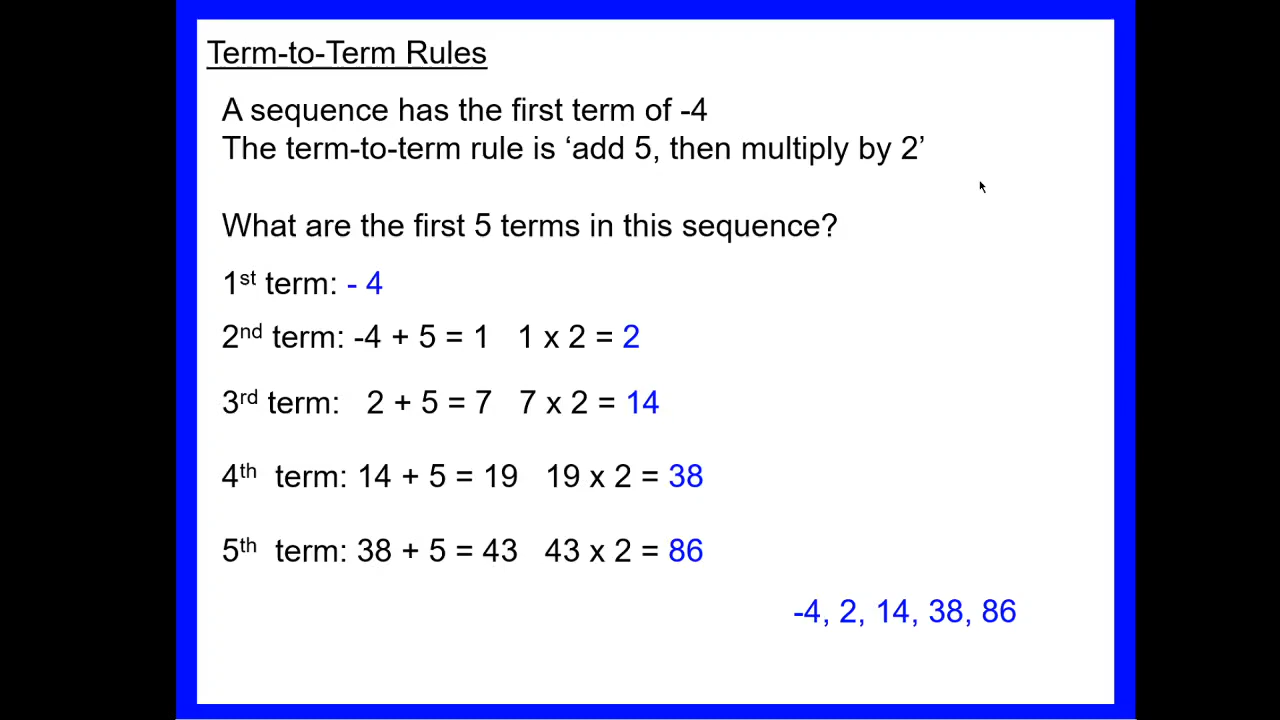 Term-to-Term Rules
A sequence has the first term of -4
The term-to-term rule is ‘add 5, then multiply by 2’
What are the first 5 terms in this sequence?
1st term: - 4
2nd term: -4 + 5 = 1 1 x 2 = 2
3rd term: 2 + 5 = 7 7 x 2 = 14
4th term: 14 + 5 = 19 19 x 2 = 38
5th term: 38 + 5 = 43 43 x 2 = 86
-4, 2, 14, 38, 86